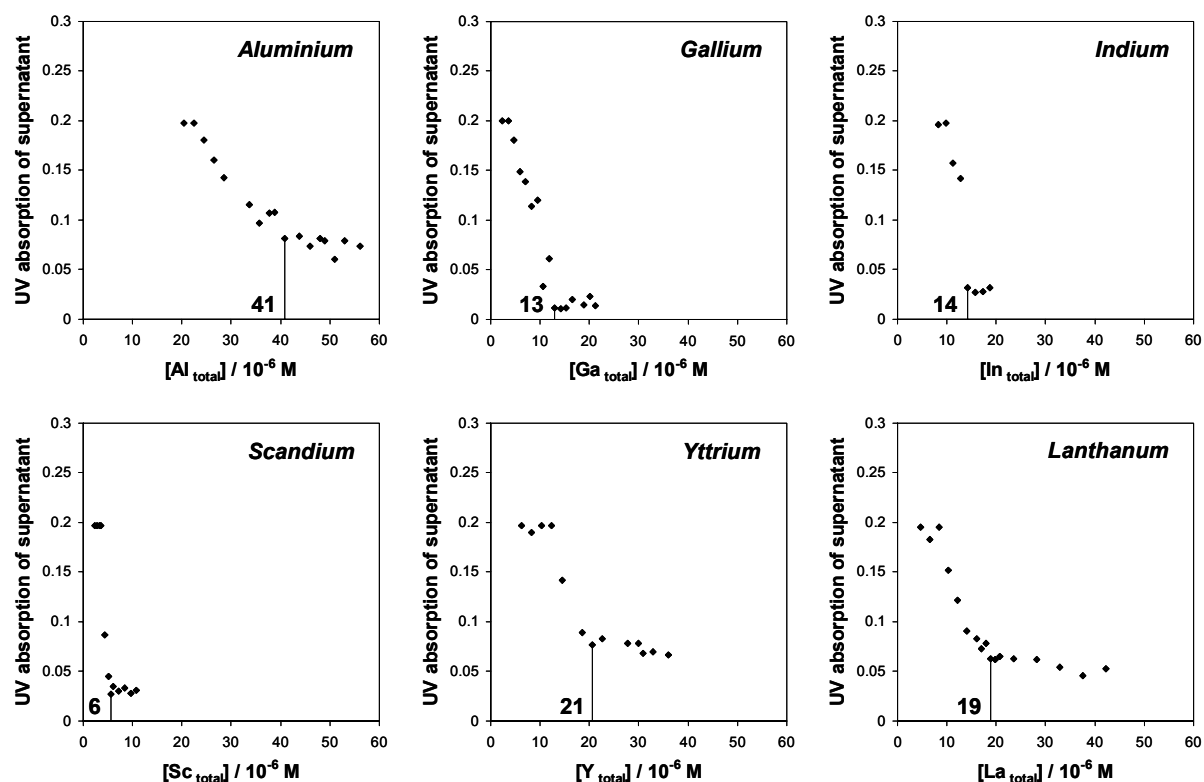 Aluminium
UV absorption of supernatant
0.3
0.25
0.2
0.15
0.1
0.05
0
41
0 10 20 30 40 50 60
[Al total] / 10-6 M
Gallium
UV absorption of supernatant
0.3
0.25
0.2
0.15
0.1
0.05
0
13
0 10 20 30 40 50 60
[Ga total] / 10-6 M
Indium
UV absorption of supernatant
0.3
0.25
0.2
0.15
0.1
0.05
0
14
0 10 20 30 40 50 60
[In total] / 10-6 M
Scandium
UV absorption of supernatant
0.3
0.25
0.2
0.15
0.1
0.05
0
6
0 10 20 30 40 50 60
[Sc total] / 10-6 M
Yttrium
UV absorption of supernatant
0.3
0.25
0.2
0.15
0.1
0.05
0
21
0 10 20 30 40 50 60
[Y total] / 10-6 M
Lanthanum
UV absorption of supernatant
0.3
0.25
0.2
0.15
0.1
0.05
0
19
0 10 20 30 40 50 60
[La total] / 10-6 M